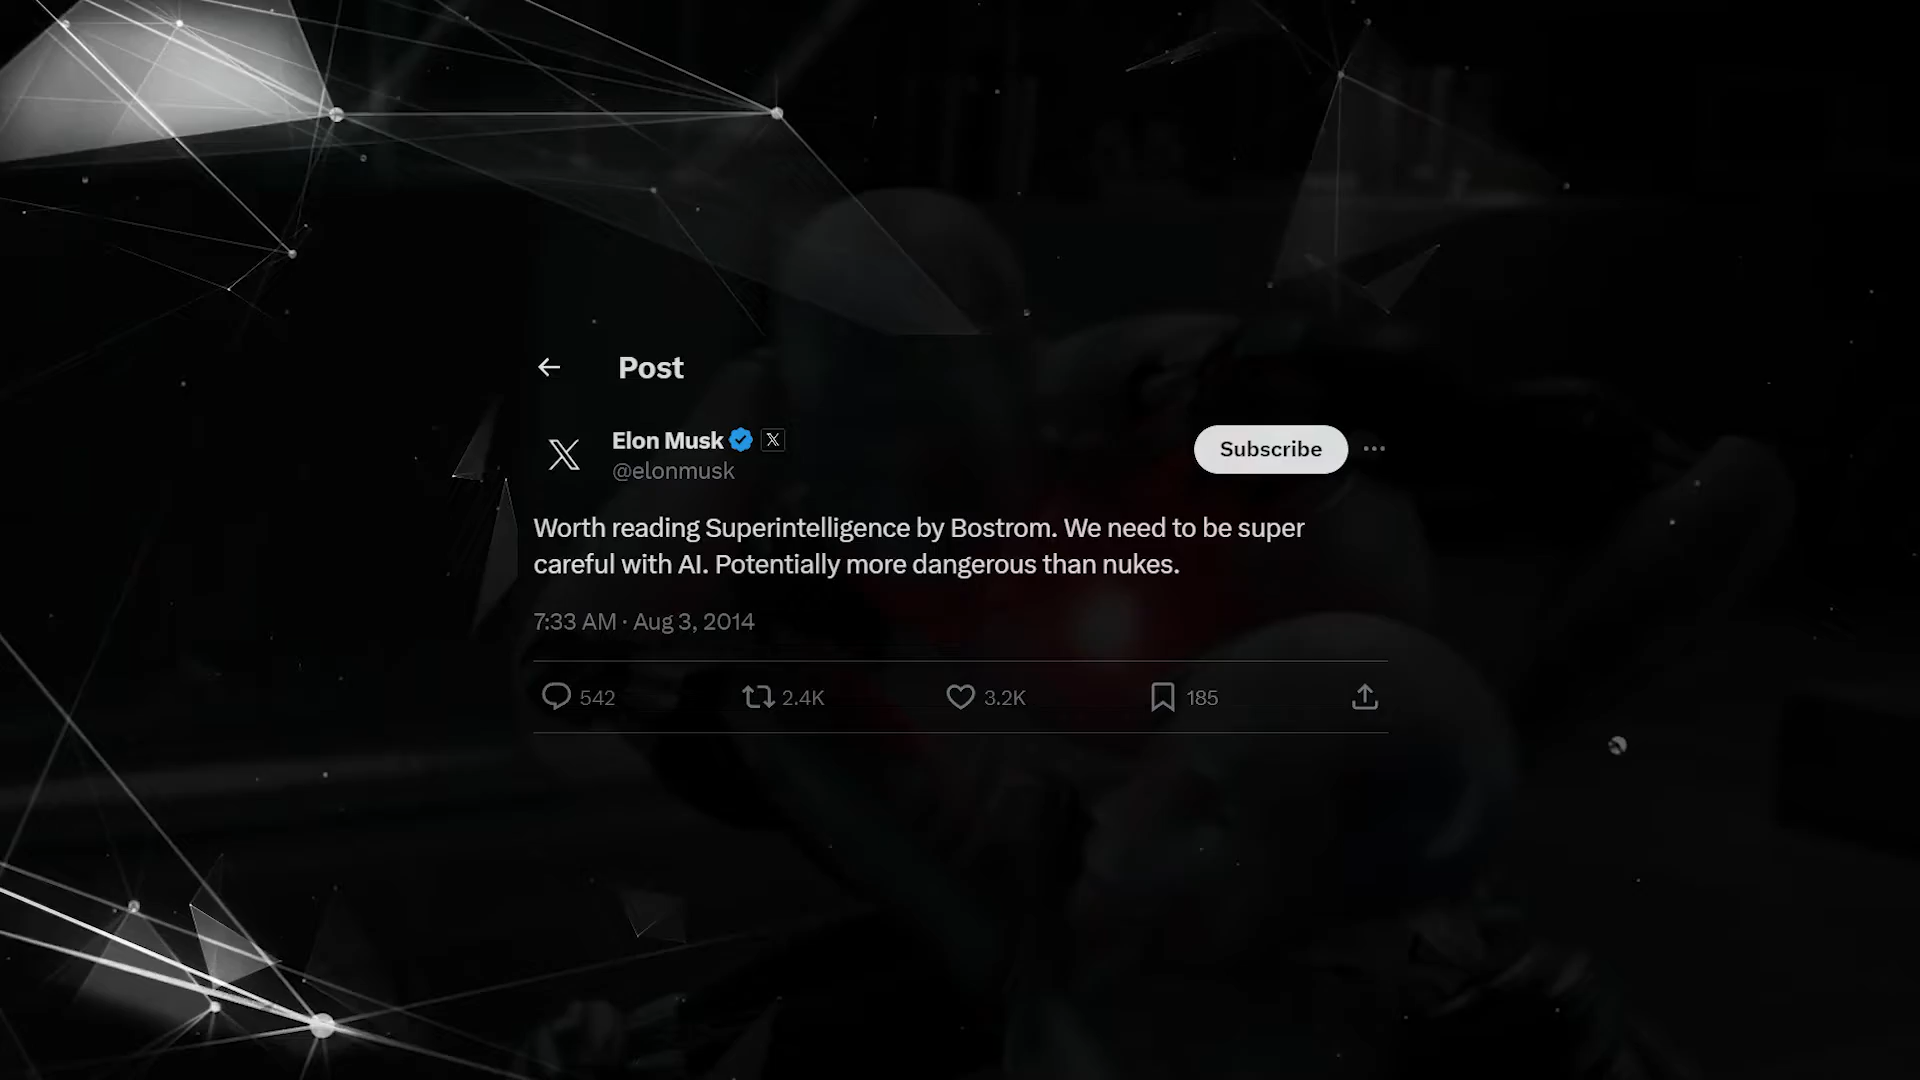 Post
Elon Musk
@elonmusk
Subscribe
Worth reading Superintelligence by Bostrom. We need to be super
careful with AI. Potentially more dangerous than nukes.
7:33 AM · Aug 3, 2014
542 2.4K 3.2K 185